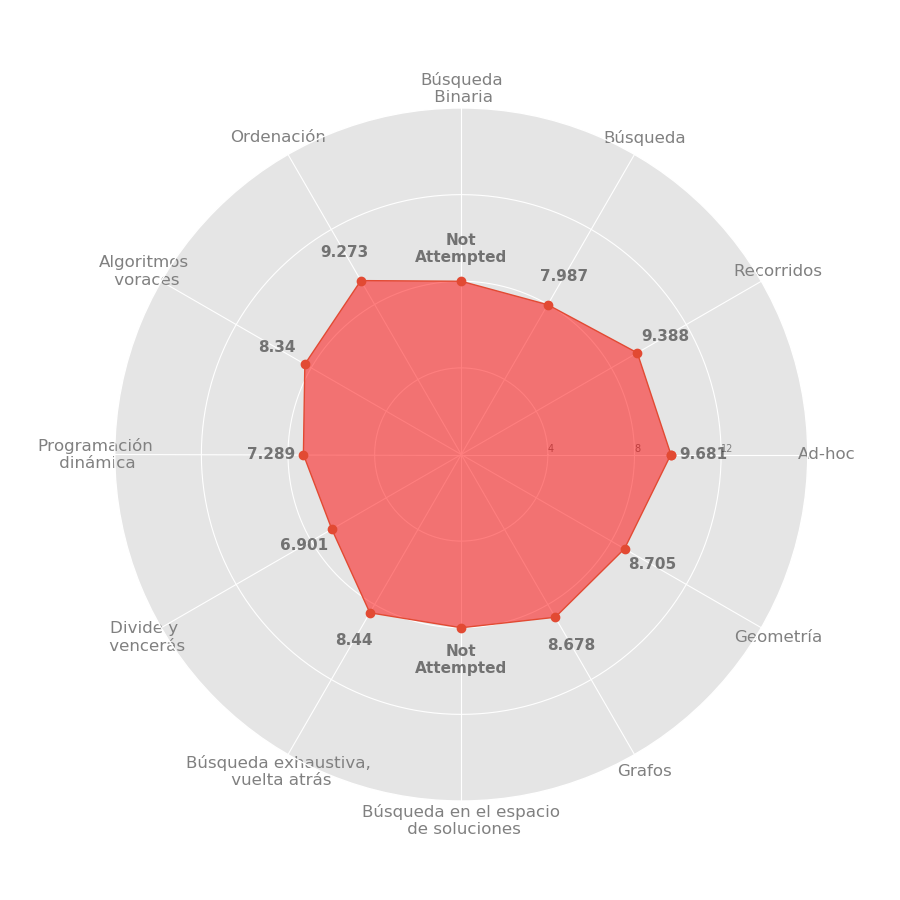 Búsqueda
Binaria
Ordenación
Búsqueda
Not
Attempted
9.273
7.987
Algoritmos
voraces
Recorridos
9.388
8.34
Programación
dinámica
7.289
4
8
12
9.681
Ad-hoc
6.901
8.705
Divide y
vencerás
Geometría
8.44
Not
Attempted
8.678
Búsqueda exhaustiva,
vuelta atrás
Grafos
Búsqueda en el espacio
de soluciones